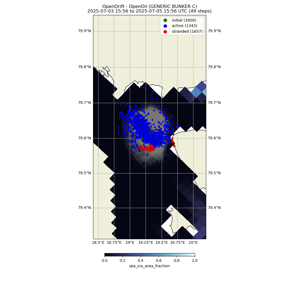 OpenDrift - OpenOil (GENERIC BUNKER C)
2025-07-03 15:56 to 2025-07-05 15:56 UTC (49 steps)
initial (3000)
active (1343)
stranded (1657)
79.9°N 79.9°N
79.8°N 79.8°N
79.7°N 79.7°N
79.6°N 79.6°N
79.5°N 79.5°N
79.4°N 79.4°N
18.5°E 18.75°E 19°E 19.25°E 19.5°E 19.75°E 20°E
0.0 0.2 0.4 0.6 0.8 1.0
sea_ice_area_fraction